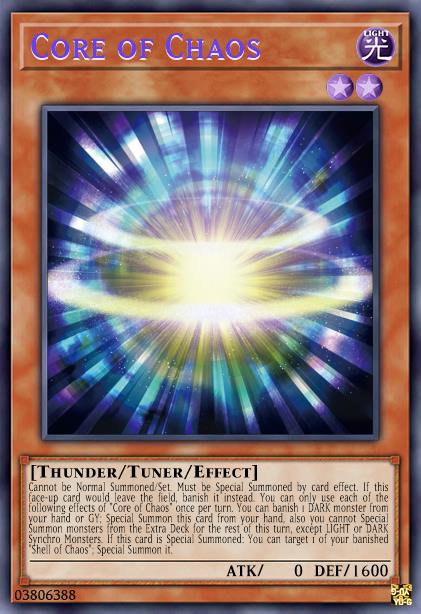 Core of Chaos
LIGHT
光
[Thunder/Tuner/Effect]
Cannot be Normal Summoned/Set. Must be Special Summoned by card effect. If this
face-up card would leave the field, banish it instead. You can only use each of the
following effects of "Core of Chaos" once per turn. You can banish 1 DARK monster from
your hand or GY; Special Summon this card from your hand, also you cannot Special
Summon monsters from the Extra Deck for the rest of this turn, except LIGHT or DARK
Synchro Monsters. If this card is Special Summoned: You can target 1 of your banished
"Shell of Chaos"; Special Summon it.
ATK/ 0 DEF/1600
03806388